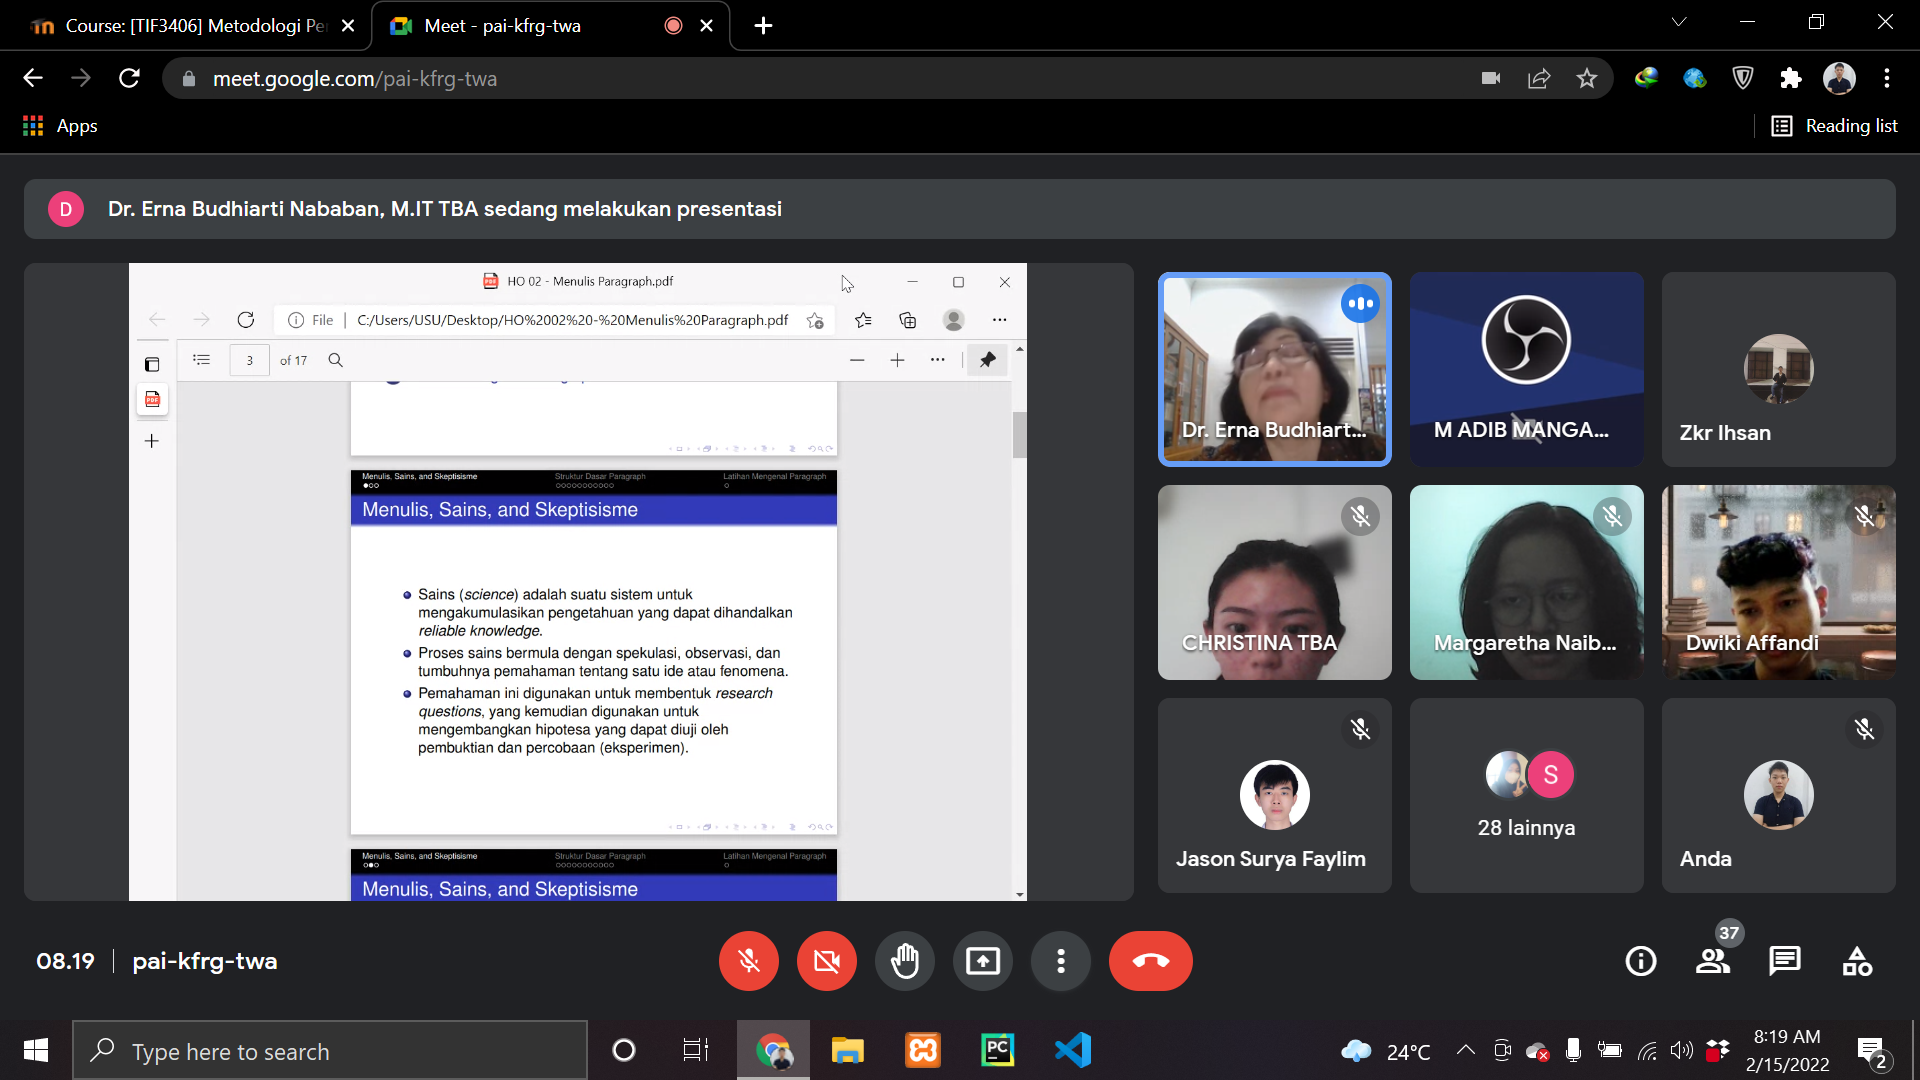 Course: [TIF3406] Metodologi Pe
Meet - pai-kfrg-twa
meet.google.com/pai-kfrg-twa
Apps
Reading list
D
Dr. Erna Budhiarti Nababan, M.IT TBA sedang melakukan presentasi
HO 02 - Menulis Paragraph.pdf
File
C:/Users/USU/Desktop/HO%2002%20-%20Menulis%20Paragraph.pdf
3
of 17
Menulis, Sains, and Skeptisisme
Struktur Dasar Paragraph
Latihan Mengenal Paragraph
Menulis, Sains, and Skeptisisme
Sains (science) adalah suatu sistem untuk
mengakumulasikan pengetahuan yang dapat dihandalkan
reliable knowledge.
Proses sains bermula dengan spekulasi, observasi, dan
tumbuhnya pemahaman tentang satu ide atau fenomena.
Pemahaman ini digunakan untuk membentuk research
questions, yang kemudian digunakan untuk
mengembangkan hipotesa yang dapat diuji oleh
pembuktian dan percobaan (eksperimen).
Menulis, Sains, and Skeptisisme
Struktur Dasar Paragraph
Latihan Mengenal Paragraph
Menulis, Sains, and Skeptisisme
Dr. Erna Budhiart...
M ADIB MANGA...
Zkr Ihsan
CHRISTINA TBA
Margaretha Naib...
Dwiki Affandi
Jason Surya Faylim
S
28 lainnya
Anda
08.19
pai-kfrg-twa
37
Type here to search
PC
24°C
8:19 AM
2/15/2022
2